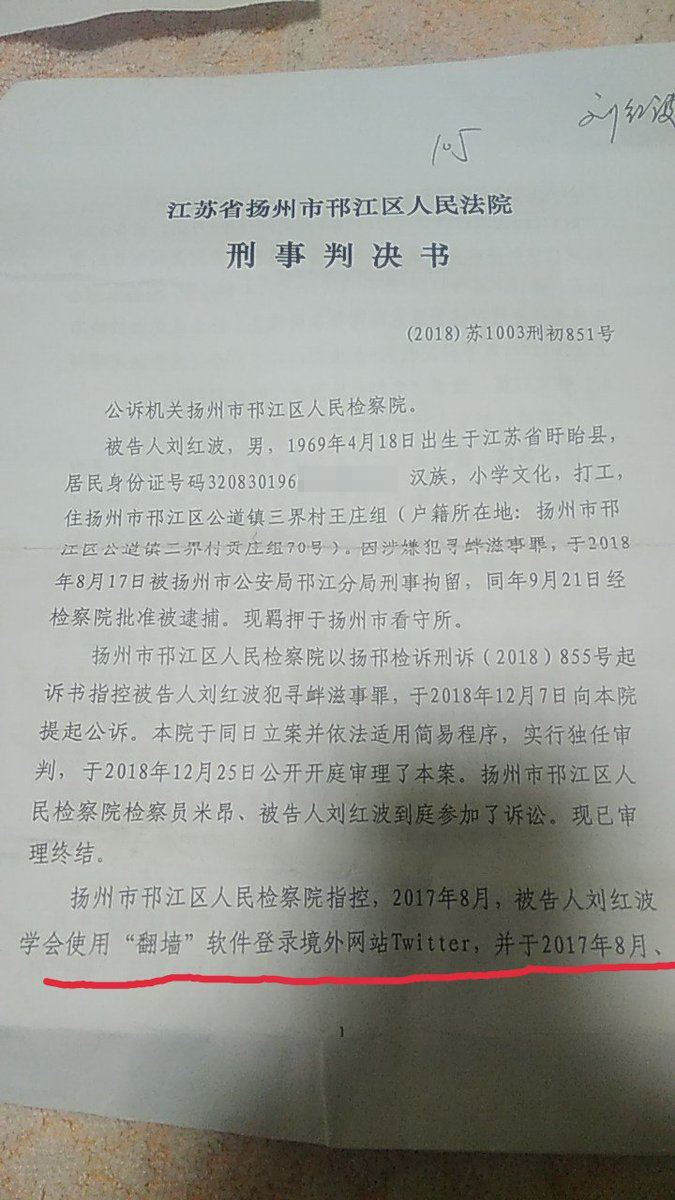 刘红波
105
江苏省扬州市邗江区人民法院
刑事判决书
(2018)苏1003刑初851号
公诉机关扬州市邗江区人民检察院。
被告人刘红波，男，1969年4月18日出生于江苏省盱眙县，
居民身份证号码320830196 汉族，小学文化，打工，
住扬州市邗江区公道镇三界村王庄组（户籍所在地：扬州市邗
江区公道镇三界村贡庄组70号）。因涉嫌犯寻衅滋事罪，于2018
年8月17日被扬州市公安局邗江分局刑事拘留，同年9月21日经
检察院批准被逮捕。现羁押于扬州市看守所。
扬州市邗江区人民检察院以扬邗检诉刑诉（2018）855号起
诉书指控被告人刘红波犯寻衅滋事罪，于2018年12月7日向本院
提起公诉。本院于同日立案并依法适用简易程序，实行独任审
判，于2018年12月25日公开开庭审理了本案。扬州市邗江区人
民检察院检察员米昂、被告人刘红波到庭参加了诉讼。现已审
理终结。
扬州市邗江区人民检察院指控，2017年8月，被告人刘红波
学会使用“翻墙”软件登录境外网站Twitter，并于2017年8月、
1